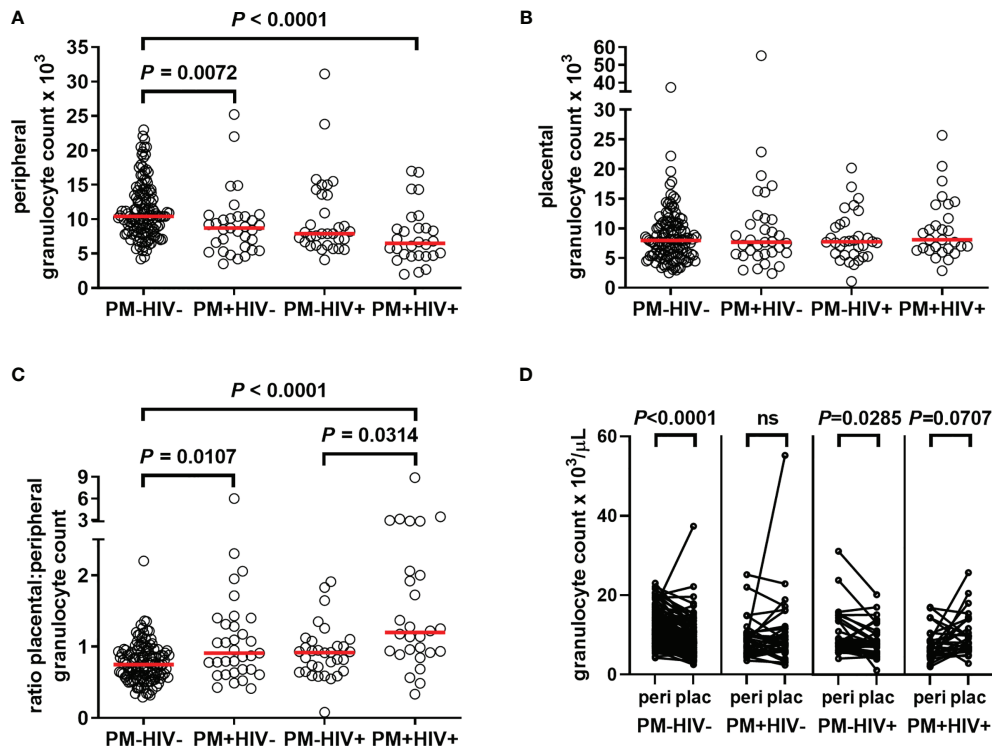 A
P < 0.0001
P = 0.0072
peripheral
granulocyte count x 10³
35
30
25
20
15
10
5
0
PM-HIV- PM+HIV- PM-HIV+ PM+HIV+
B
placental
granulocyte count x 10³
60
50
40
30
30
25
20
15
10
5
0
PM-HIV- PM+HIV- PM-HIV+ PM+HIV+
C
P < 0.0001
P = 0.0314
P = 0.0107
ratio placental:peripheral
granulocyte count
9
6
3
2
1
0
PM-HIV- PM+HIV- PM-HIV+ PM+HIV+
D
P<0.0001 ns P=0.0285 P=0.0707
granulocyte count x 10³/μL
60
40
20
0
peri plac peri plac peri plac peri plac
PM-HIV- PM+HIV- PM-HIV+ PM+HIV+